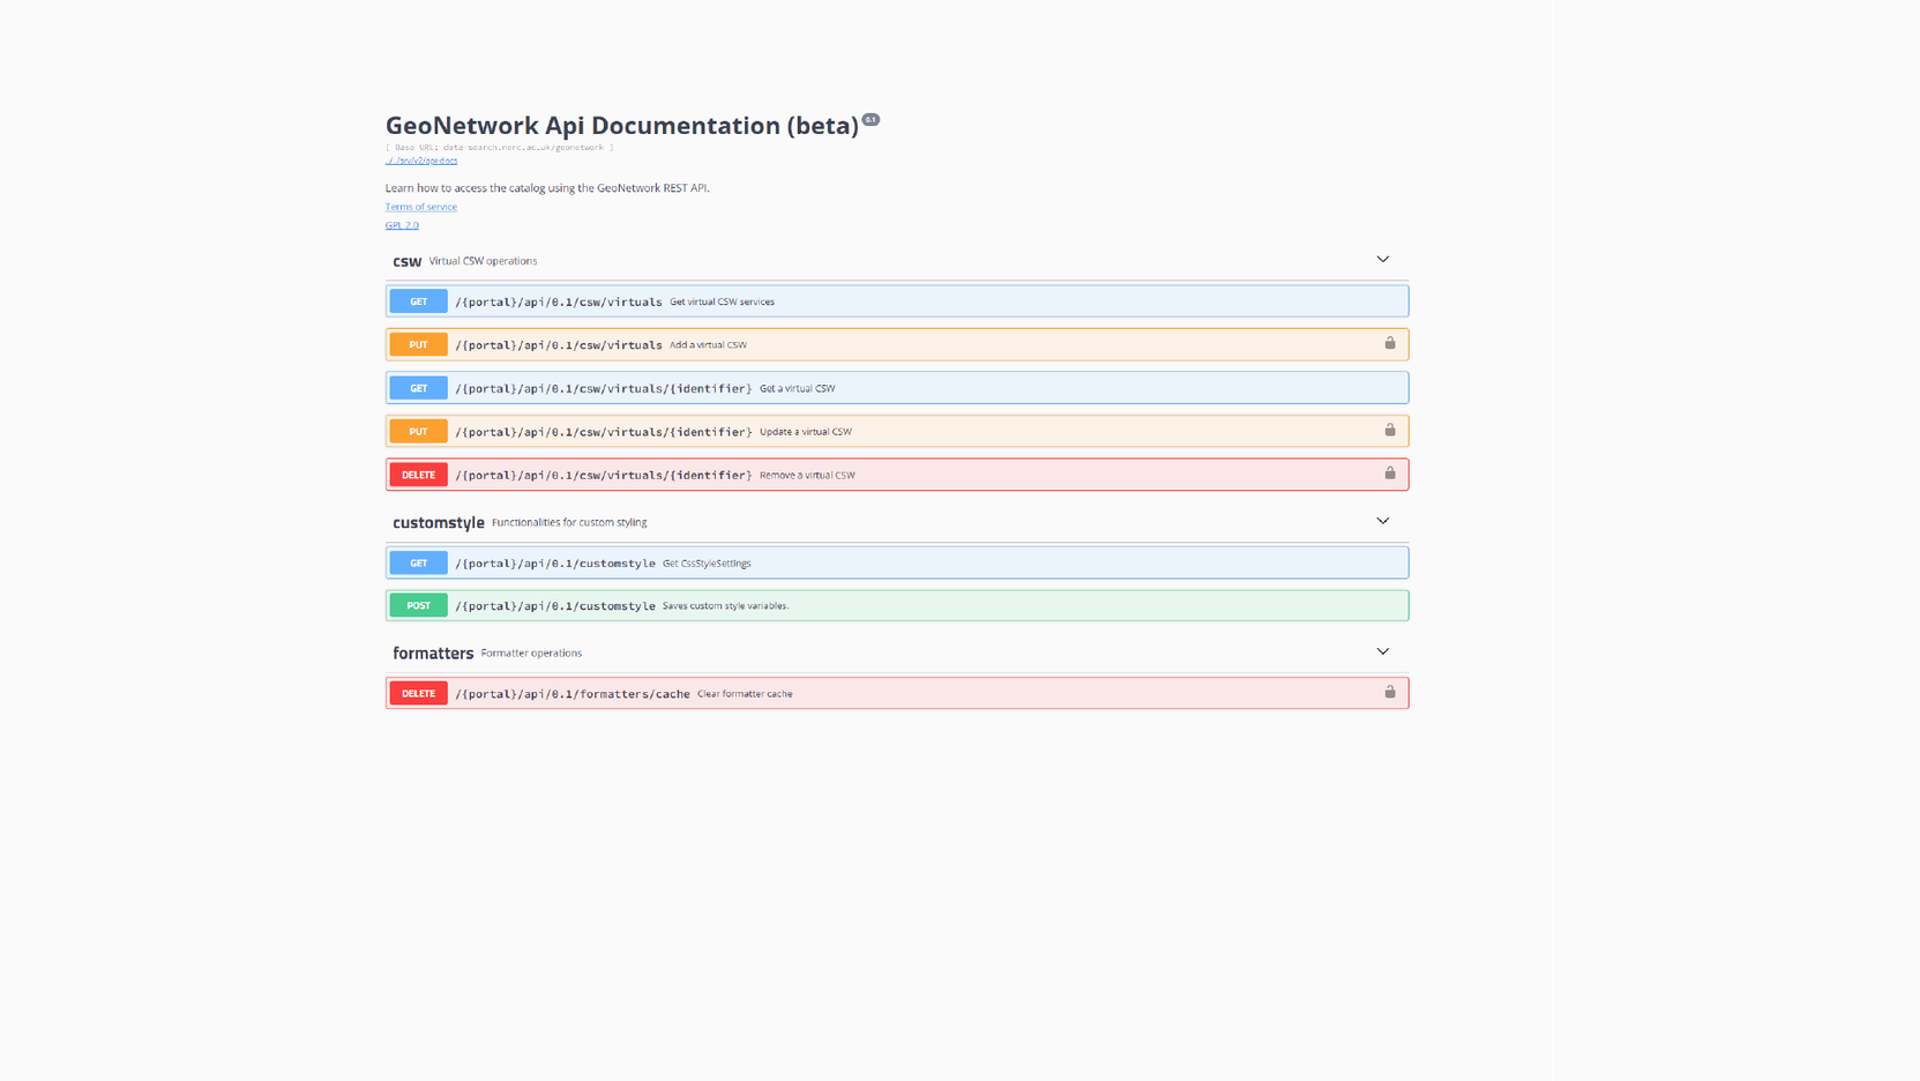 GeoNetwork Api Documentation (beta) 0.1
[ Base URL: data-search.nerc.ac.uk/geonetwork ]
././srv/v2/api-docs
Learn how to access the catalog using the GeoNetwork REST API.
Terms of service
GPL 2.0
csw Virtual CSW operations
GET /{portal}/api/0.1/csw/virtuals Get virtual CSW services
PUT /{portal}/api/0.1/csw/virtuals Add a virtual CSW
GET /{portal}/api/0.1/csw/virtuals/{identifier} Get a virtual CSW
PUT /{portal}/api/0.1/csw/virtuals/{identifier} Update a virtual CSW
DELETE /{portal}/api/0.1/csw/virtuals/{identifier} Remove a virtual CSW
customstyle Functionalities for custom styling
GET /{portal}/api/0.1/customstyle Get CssStyleSettings
POST /{portal}/api/0.1/customstyle Saves custom style variables.
formatters Formatter operations
DELETE /{portal}/api/0.1/formatters/cache Clear formatter cache